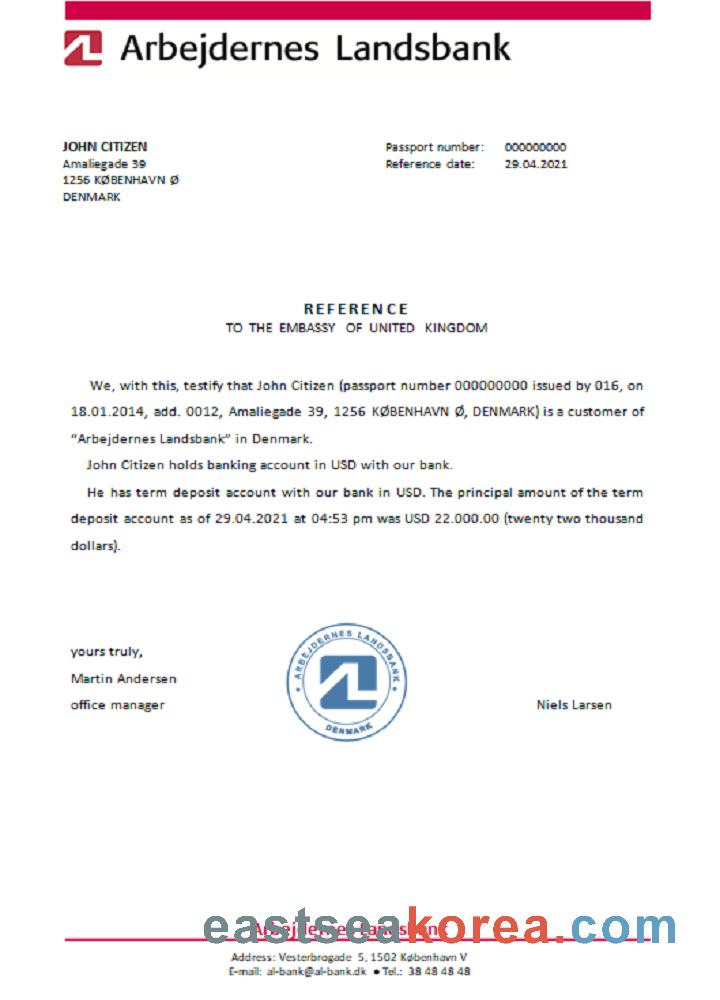 Arbejdernes Landsbank
JOHN CITIZEN
Amaliegade 39
1256 KØBENHAVN Ø
DENMARK
Passport number: 000000000
Reference date: 29.04.2021
REFERENCE
TO THE EMBASSY OF UNITED KINGDOM
We, with this, testify that John Citizen (passport number 000000000 issued by 016, on
18.01.2014, add. 0012, Amaliegade 39, 1256 KØBENHAVN Ø, DENMARK) is a customer of
"Arbejdernes Landsbank" in Denmark.
John Citizen holds banking account in USD with our bank.
He has term deposit account with our bank in USD. The principal amount of the term
deposit account as of 29.04.2021 at 04:53 pm was USD 22.000.00 (twenty two thousand
dollars).
yours truly,
Martin Andersen
office manager
ARBEJDERNES LANDSBANK
DENMARK
Niels Larsen
Arbejdernes Landsbank
eastseakorea.com
Address: Vesterbrogade 5, 1502 København V
E-mail: al-bank@al-bank.dk ● Tel.: 38 48 48 48